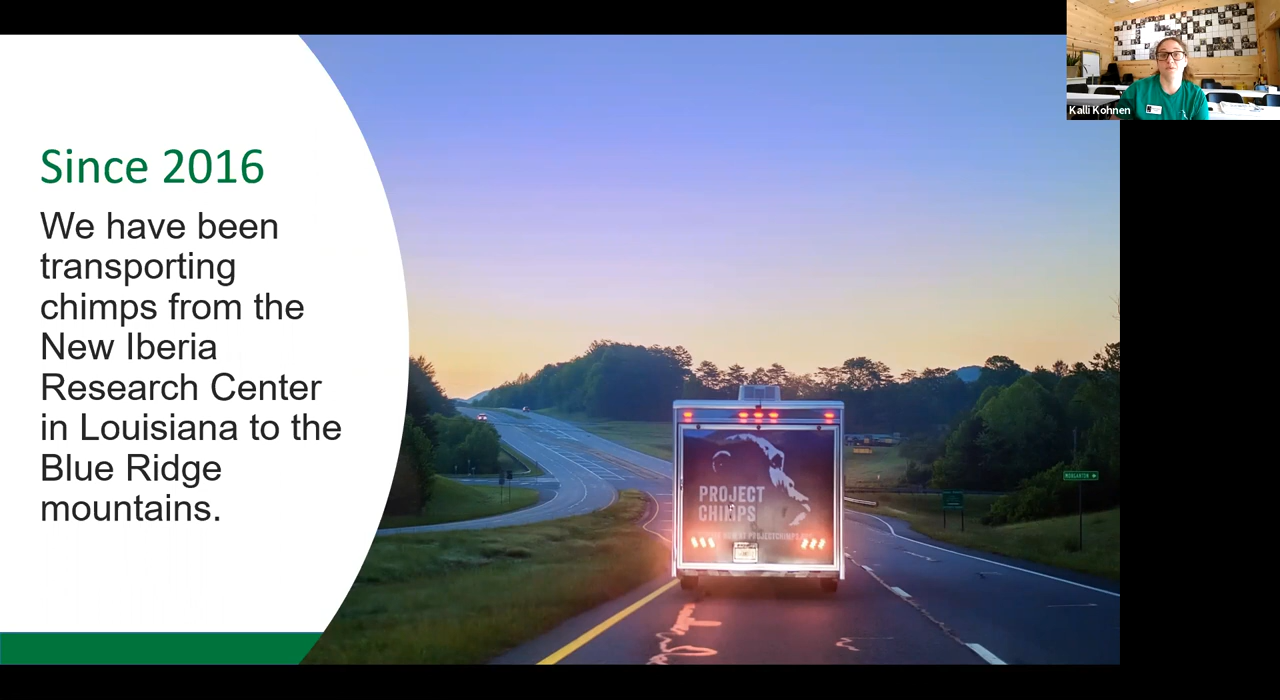 Kalli Kohnen
Since 2016
We have been
transporting
chimps from the
New Iberia
Research Center
in Louisiana to the
Blue Ridge
mountains.
PROJECT
CHIMPS
MORGANTON